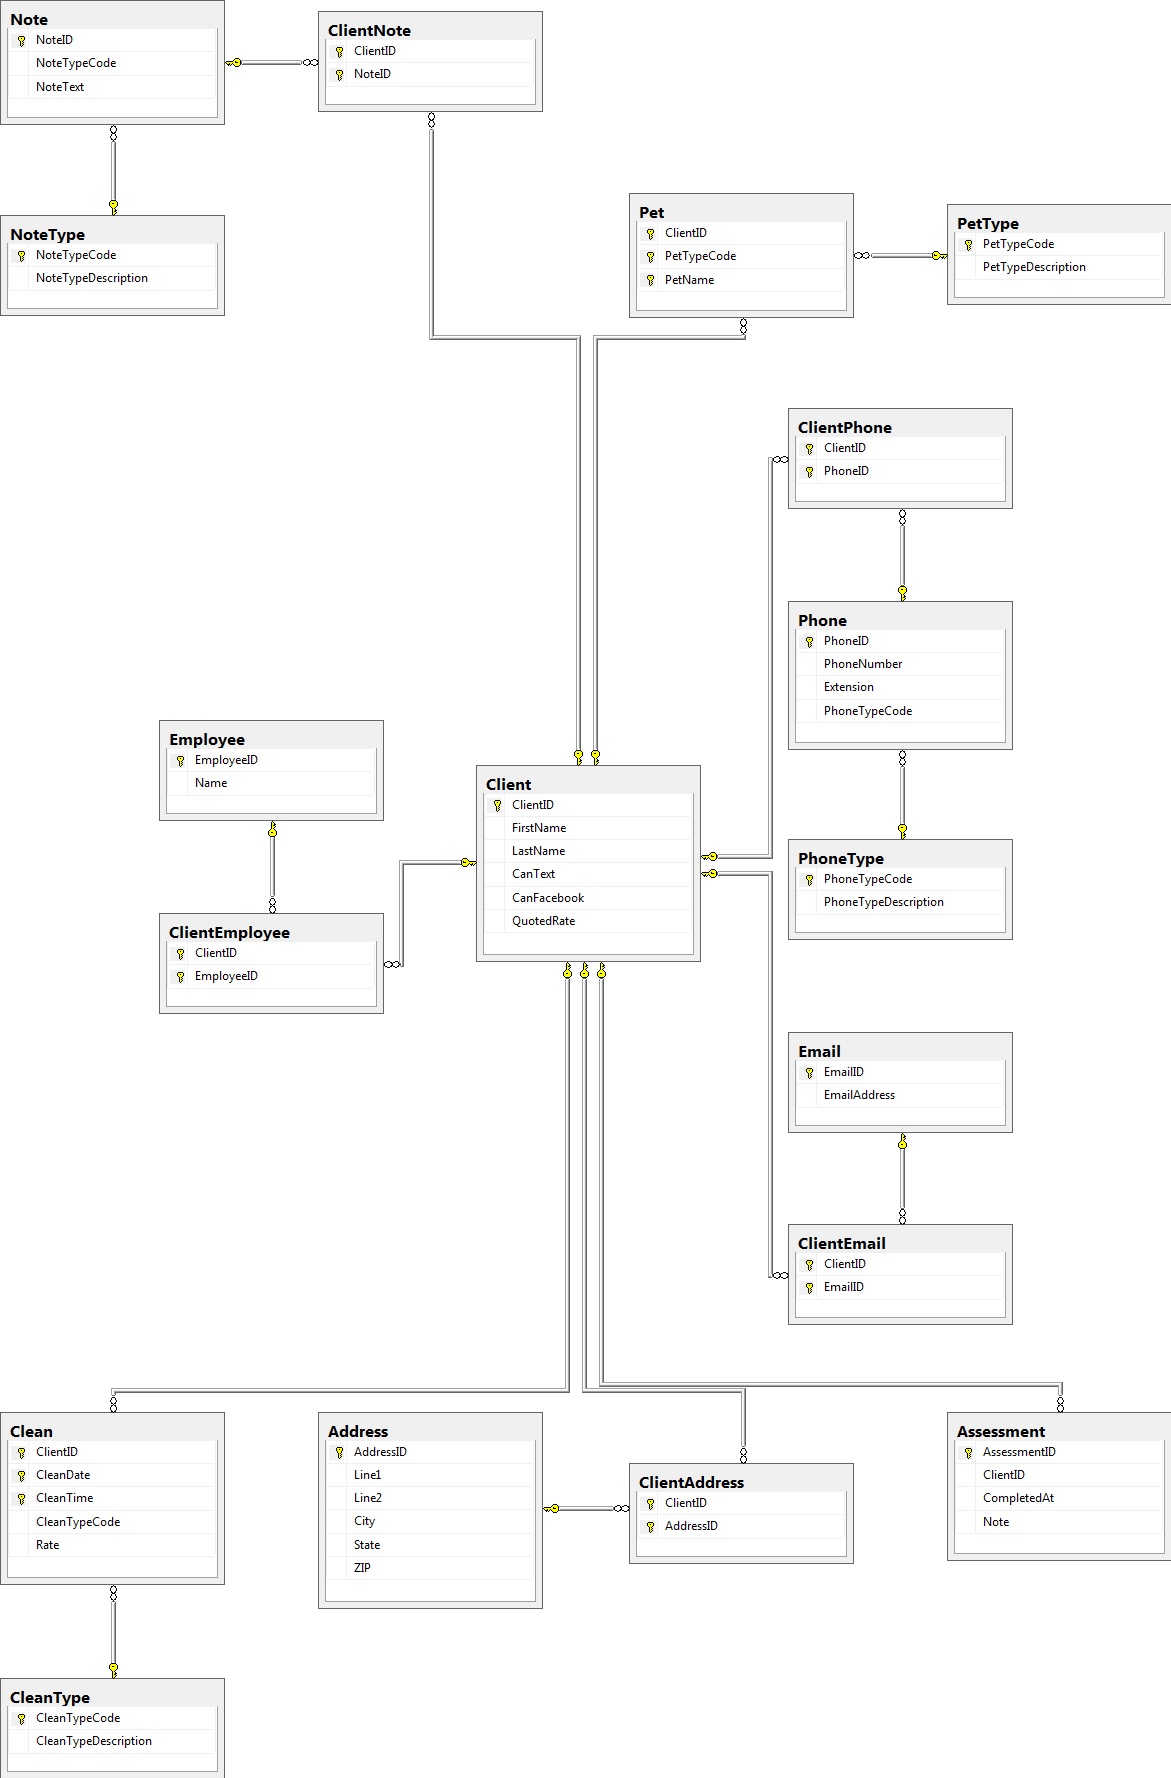 Note
NoteID
NoteTypeCode
NoteText
ClientNote
ClientID
NoteID
NoteType
NoteTypeCode
NoteTypeDescription
Pet
ClientID
PetTypeCode
PetName
PetType
PetTypeCode
PetTypeDescription
ClientPhone
ClientID
PhoneID
Phone
PhoneID
PhoneNumber
Extension
PhoneTypeCode
Employee
EmployeeID
Name
Client
ClientID
FirstName
LastName
CanText
CanFacebook
QuotedRate
PhoneType
PhoneTypeCode
PhoneTypeDescription
ClientEmployee
ClientID
EmployeeID
Email
EmailID
EmailAddress
ClientEmail
ClientID
EmailID
Clean
ClientID
CleanDate
CleanTime
CleanTypeCode
Rate
Address
AddressID
Line1
Line2
City
State
ZIP
ClientAddress
ClientID
AddressID
Assessment
AssessmentID
ClientID
CompletedAt
Note
CleanType
CleanTypeCode
CleanTypeDescription